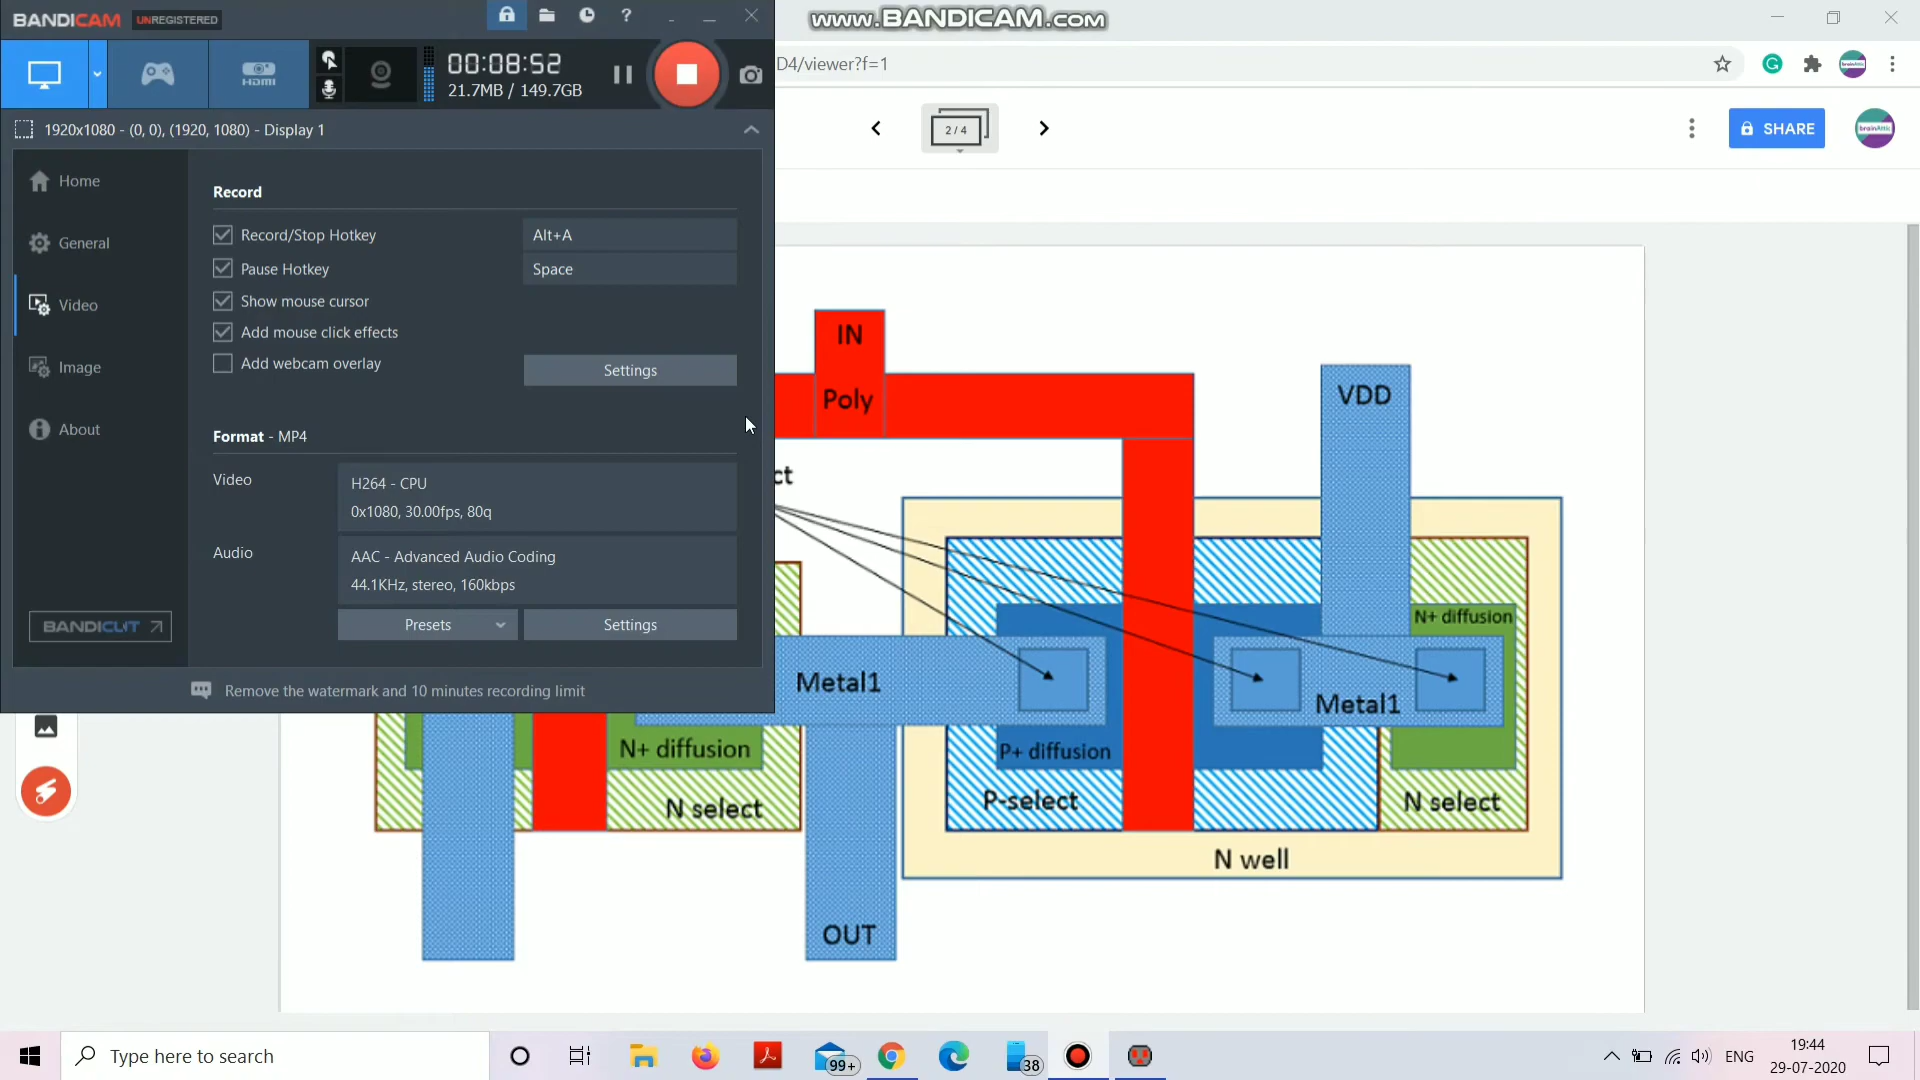 BANDICAM UNREGISTERED
www.BANDICAM.com
00:08:52
21.7MB / 149.7GB
HDMI
D4/viewer?f=1
1920x1080 - (0, 0), (1920, 1080) - Display 1
2 / 4
SHARE
brainAttic
Home
General
Video
Image
About
BANDICUT
Record
Record/Stop Hotkey
Alt+A
Pause Hotkey
Space
Show mouse cursor
Add mouse click effects
Add webcam overlay
Settings
Format - MP4
Video
H264 - CPU
0x1080, 30.00fps, 80q
Audio
AAC - Advanced Audio Coding
44.1KHz, stereo, 160kbps
Presets
Settings
Remove the watermark and 10 minutes recording limit
IN
Poly
VDD
ct
N+ diffusion
Metal1
Metal1
N+ diffusion
P+ diffusion
N select
P-select
N select
N well
OUT
Type here to search
99+
38
ENG
19:44
29-07-2020